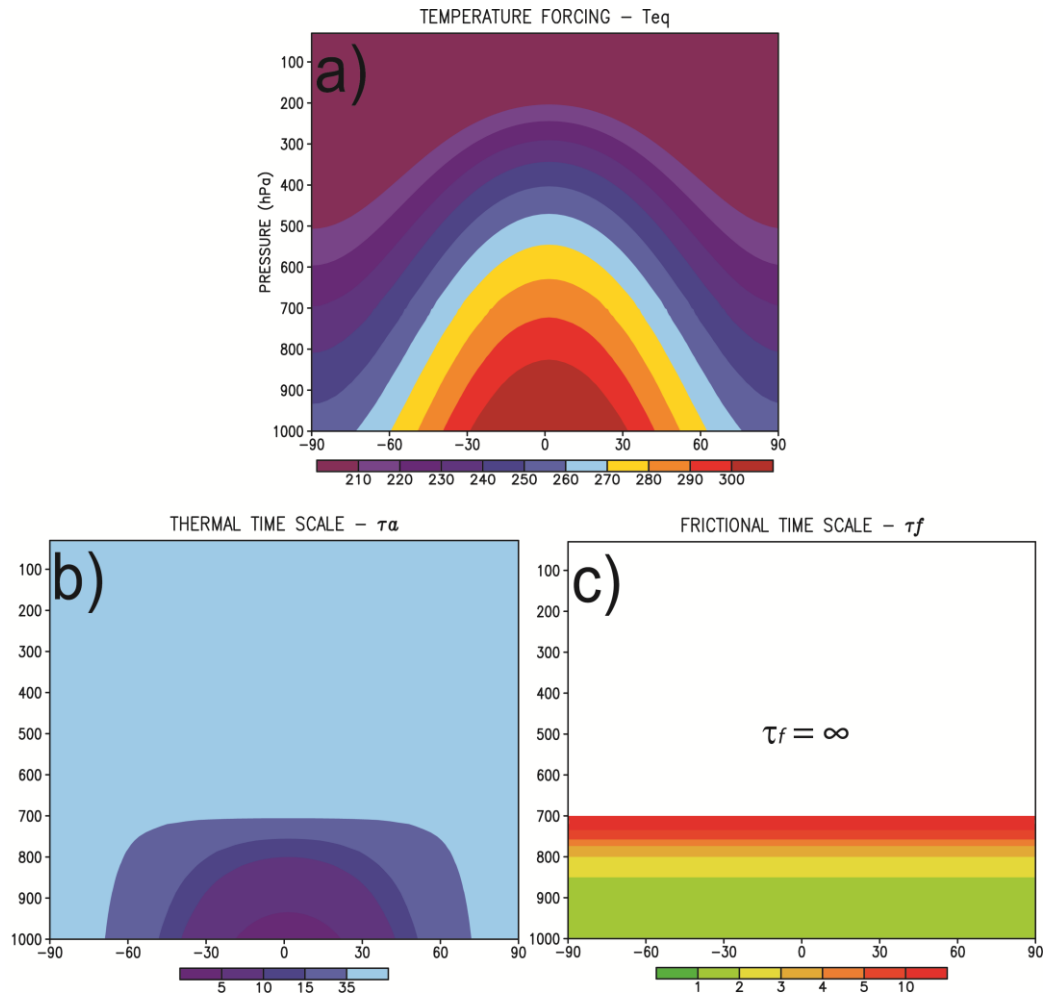 TEMPERATURE FORCING – Teq
a)
PRESSURE (hPa)
100
200
300
400
500
600
700
800
900
1000
-90 -60 -30 0 30 60 90
210 220 230 240 250 260 270 280 290 300
THERMAL TIME SCALE – τa
b)
100
200
300
400
500
600
700
800
900
1000
-90 -60 -30 0 30 60 90
5 10 15 35
FRICTIONAL TIME SCALE – τf
c)
100
200
300
400
500
600
700
800
900
1000
τf = ∞
-90 -60 -30 0 30 60 90
1 2 3 4 5 10